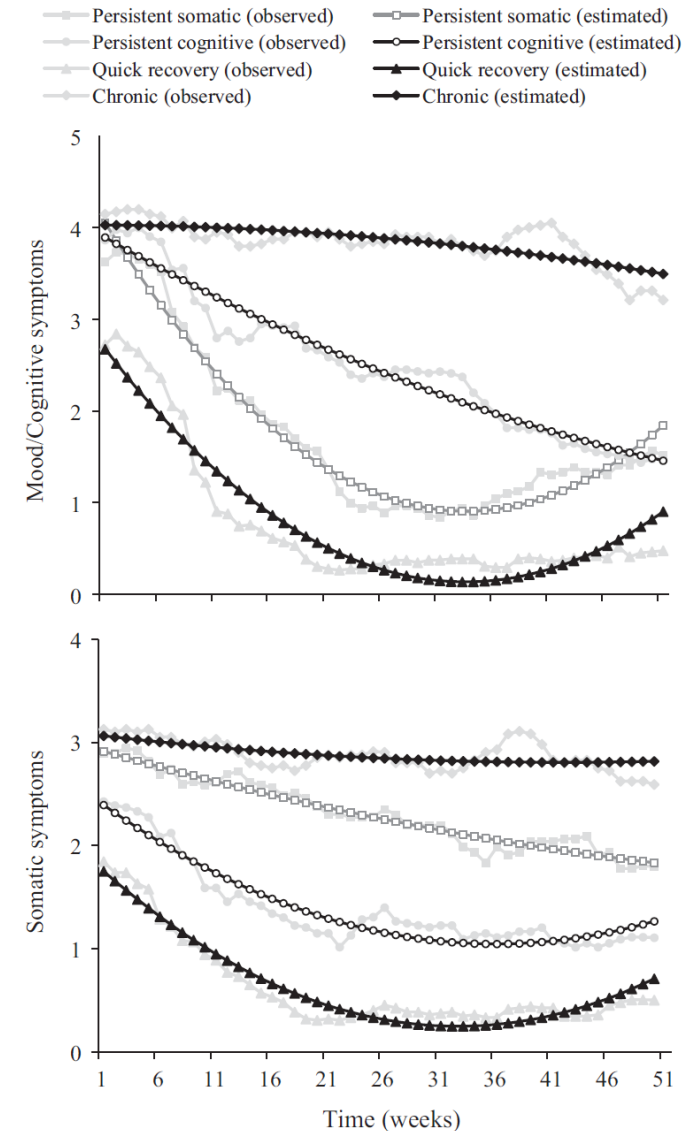 Persistent somatic (observed) Persistent somatic (estimated)
Persistent cognitive (observed) Persistent cognitive (estimated)
Quick recovery (observed) Quick recovery (estimated)
Chronic (observed) Chronic (estimated)
Mood/Cognitive symptoms
5
4
3
2
1
0
Somatic symptoms
4
3
2
1
0
1 6 11 16 21 26 31 36 41 46 51
Time (weeks)